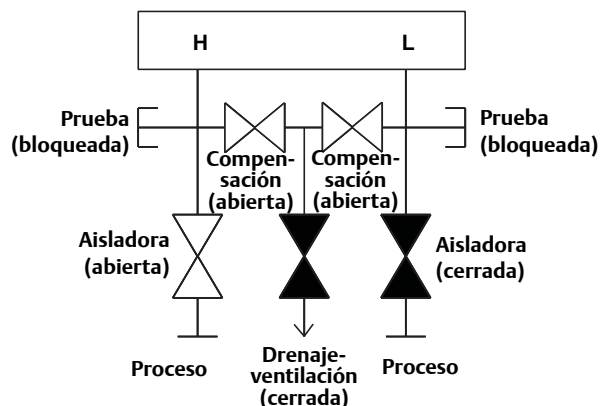 H
L
Prueba
(bloqueada)
Prueba
(bloqueada)
Compen-
sación
(abierta)
Compen-
sación
(abierta)
Aisladora
(abierta)
Aisladora
(cerrada)
Proceso
Drenaje-
ventilación
(cerrada)
Proceso